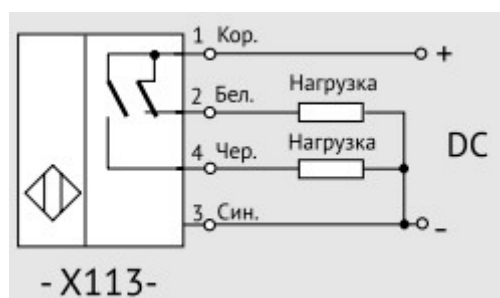 1 Кор. +
Нагрузка
2 Бел.
Нагрузка
4 Чер. DC
3 Син. -
- X113-